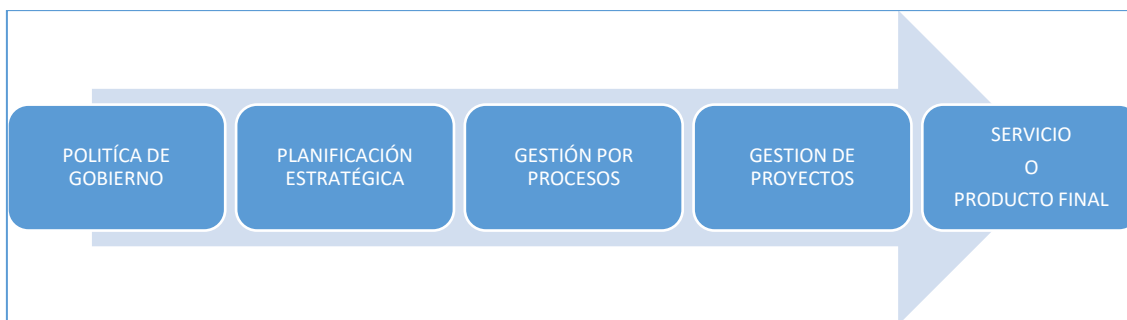 POLITÍCA DE
GOBIERNO
PLANIFICACIÓN
ESTRATÉGICA
GESTIÓN POR
PROCESOS
GESTION DE
PROYECTOS
SERVICIO
O
PRODUCTO FINAL